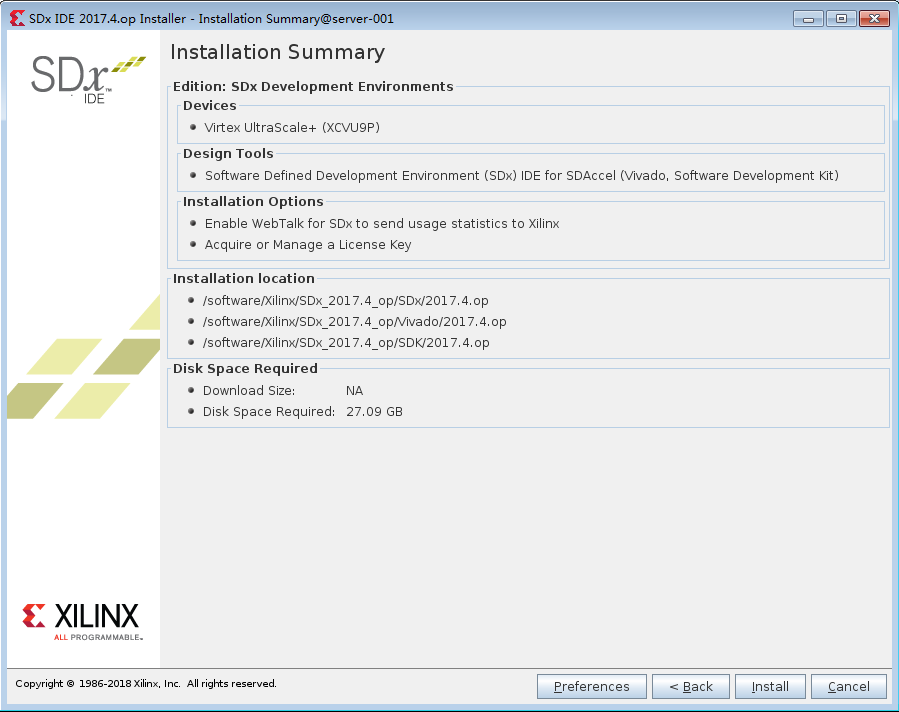 SDx IDE 2017.4.op Installer - Installation Summary@server-001
SDx™
IDE
Installation Summary
Edition: SDx Development Environments
Devices
Virtex UltraScale+ (XCVU9P)
Design Tools
Software Defined Development Environment (SDx) IDE for SDAccel (Vivado, Software Development Kit)
Installation Options
Enable WebTalk for SDx to send usage statistics to Xilinx
Acquire or Manage a License Key
Installation location
/software/Xilinx/SDx_2017.4_op/SDx/2017.4.op
/software/Xilinx/SDx_2017.4_op/Vivado/2017.4.op
/software/Xilinx/SDx_2017.4_op/SDK/2017.4.op
Disk Space Required
Download Size: NA
Disk Space Required: 27.09 GB
XILINX
ALL PROGRAMMABLE™
Copyright © 1986-2018 Xilinx, Inc. All rights reserved.
Preferences < Back Install Cancel